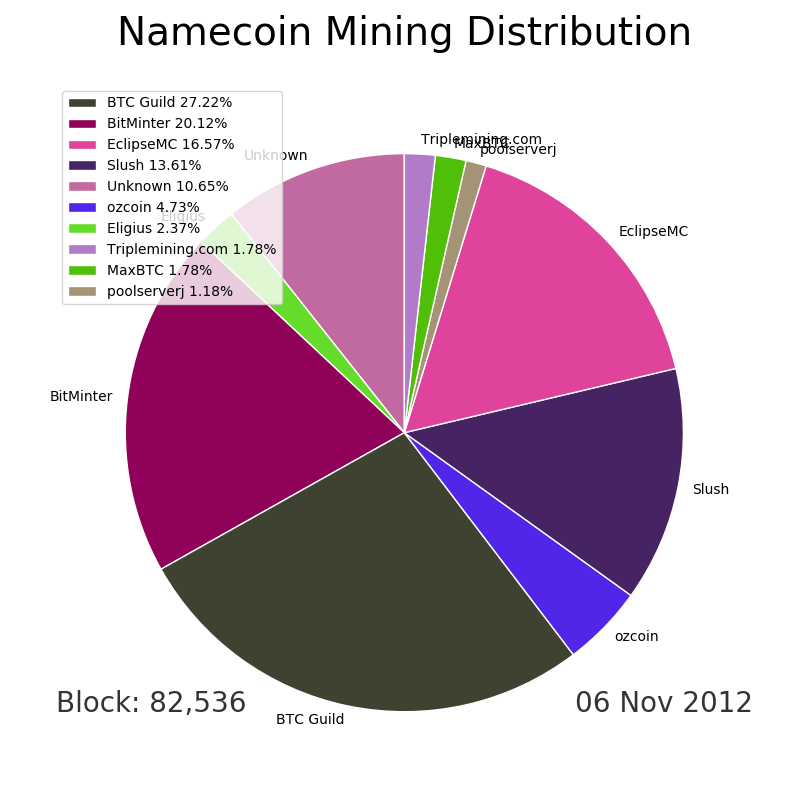 Namecoin Mining Distribution
BTC Guild 27.22%
BitMinter 20.12%
EclipseMC 16.57%
Slush 13.61%
Unknown 10.65%
ozcoin 4.73%
Eligius 2.37%
Triplemining.com 1.78%
MaxBTC 1.78%
poolserverj 1.18%
Triplemining.com
MaxBTC
poolserverj
Unknown
Eligius
EclipseMC
BitMinter
Slush
ozcoin
BTC Guild
Block: 82,536
06 Nov 2012